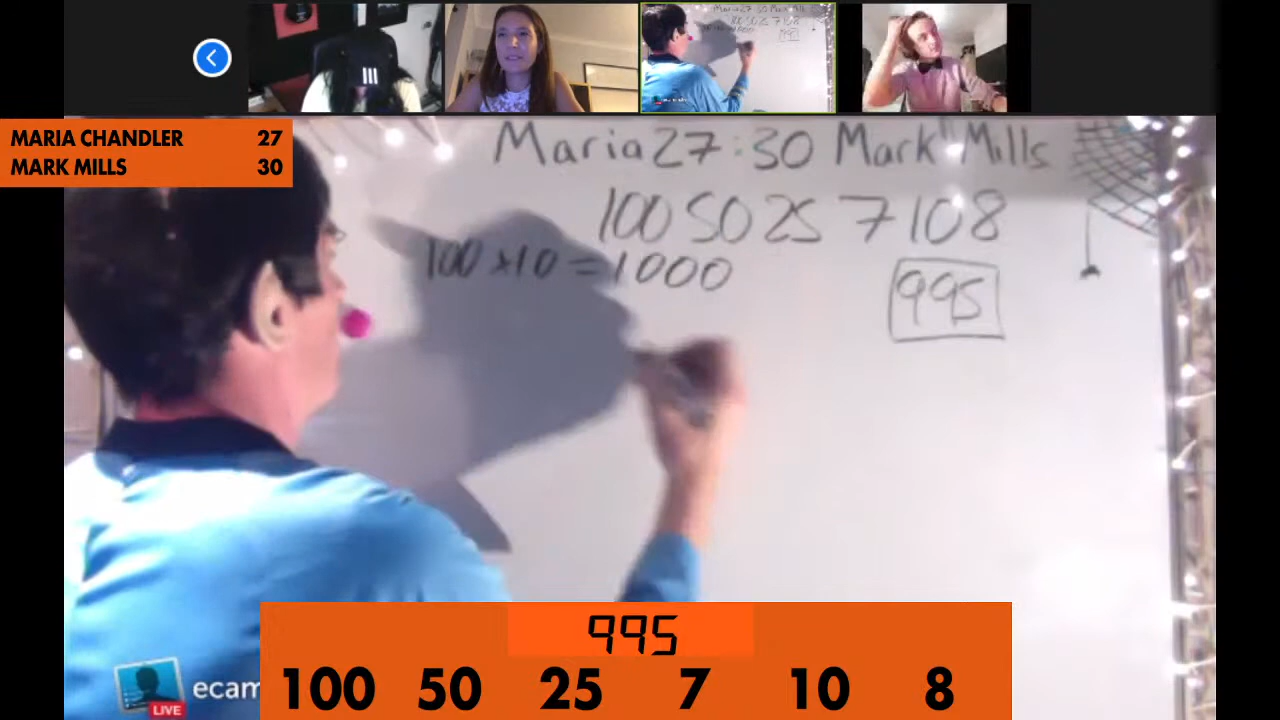 MARIA CHANDLER 27
MARK MILLS 30
Maria 27:30 Mark Mills
100 50 25 7 10 8
100 × 10 = 1000
995
995
100 50 25 7 10 8
ecam
LIVE